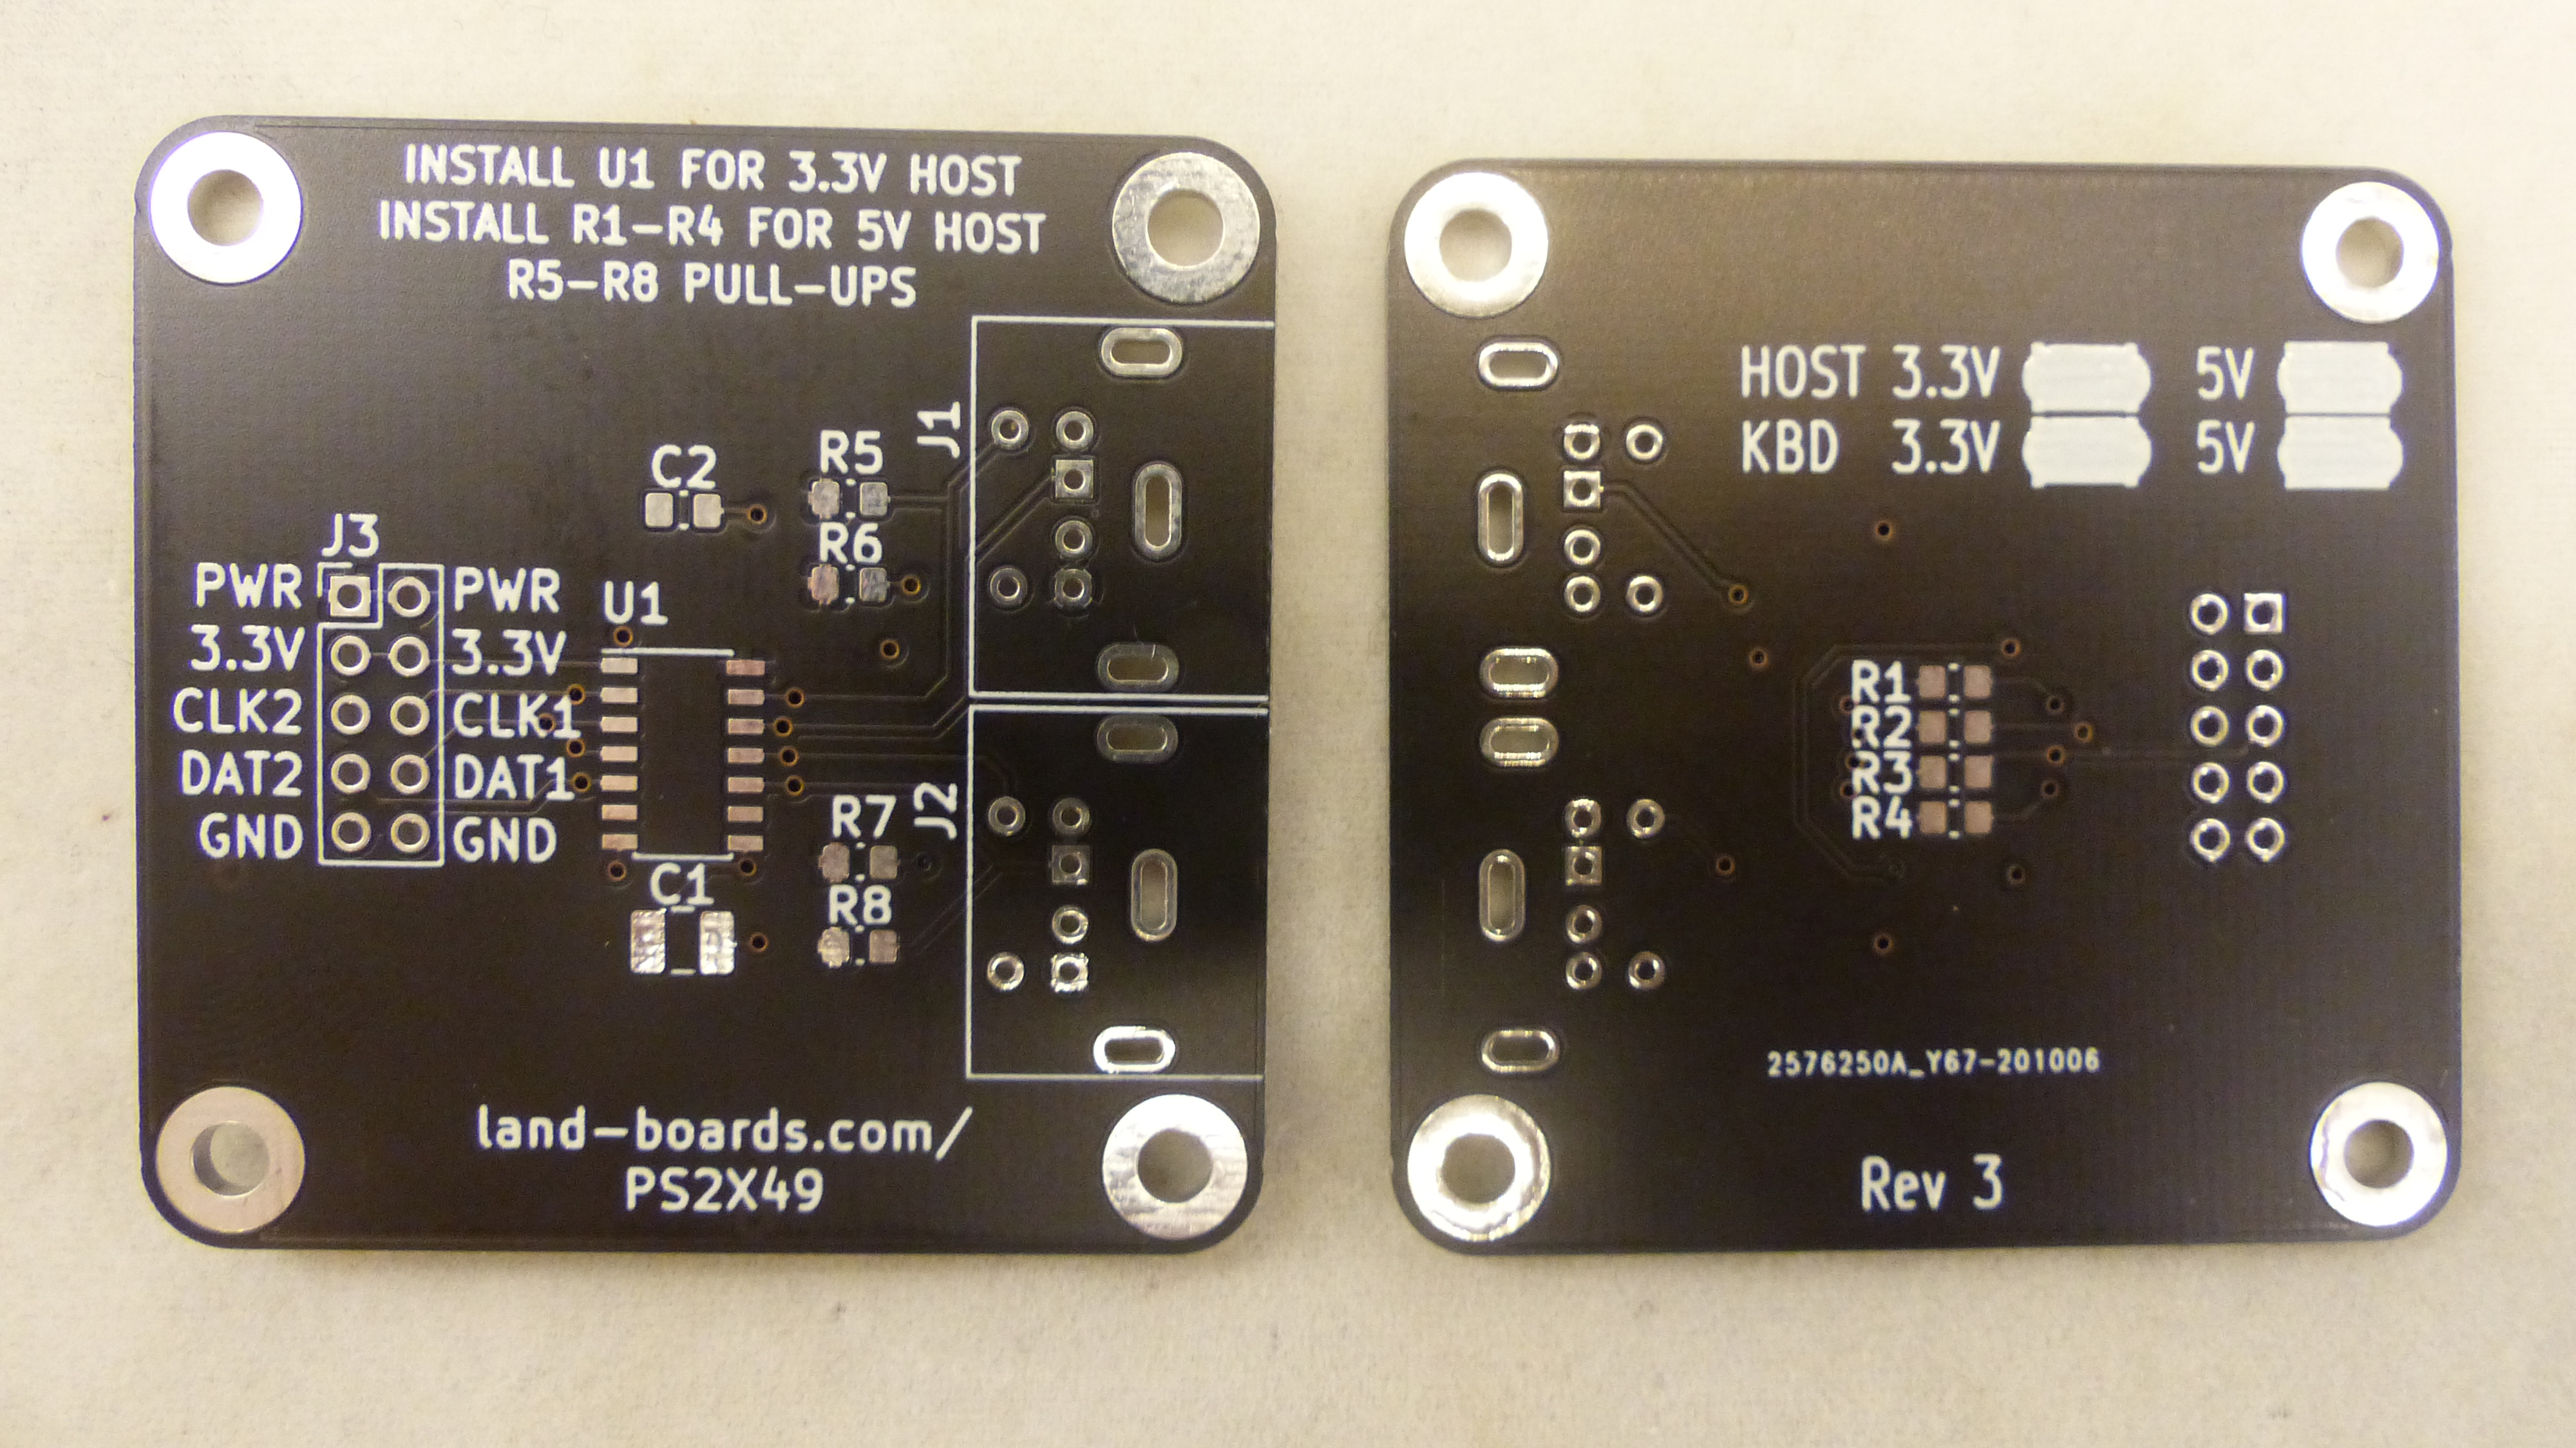 INSTALL U1 FOR 3.3V HOST
INSTALL R1-R4 FOR 5V HOST
R5-R8 PULL-UPS
J1
C2
R5
R6
J3
PWR PWR
3.3V 3.3V
CLK2 CLK1
DAT2 DAT1
GND GND
U1
J2
R7
C1
R8
land-boards.com/
PS2X49
HOST 3.3V 5V
KBD 3.3V 5V
R1
R2
R3
R4
2576250A_Y67-201006
Rev 3